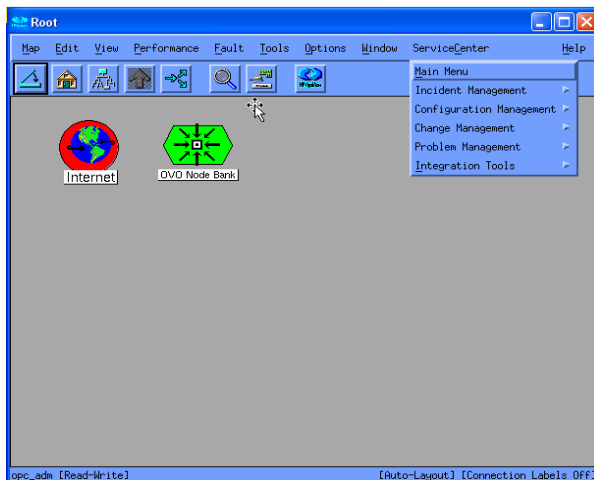 Root
Map Edit View Performance Fault Tools Options Window ServiceCenter Help
Main Menu
Incident Management
Configuration Management
Change Management
Problem Management
Integration Tools
Internet
OVO Node Bank
opc_adm [Read-Write] [Auto-Layout] [Connection Labels Off]